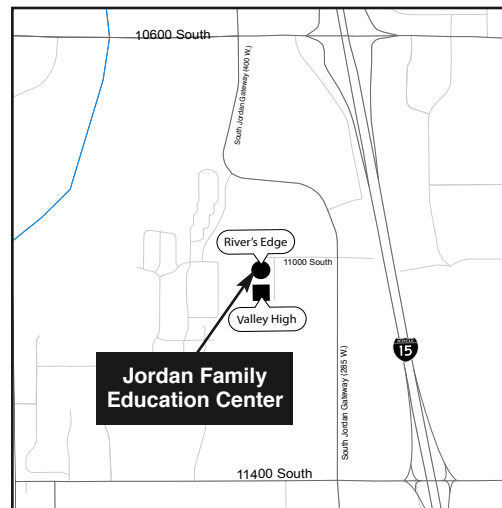 10600 South
South Jordan Gateway (400 W.)
River's Edge
11000 South
Valley High
INTERSTATE
15
Jordan Family
Education Center
South Jordan Gateway (285 W.)
11400 South